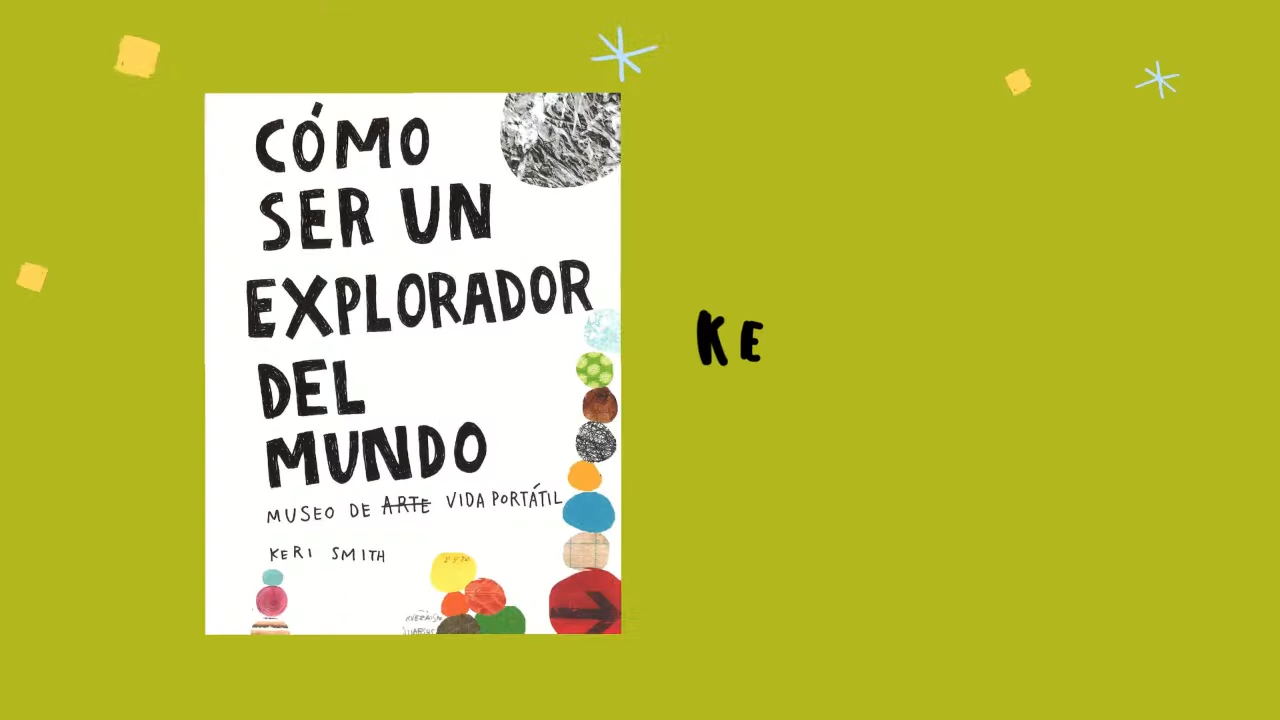 CÓMO
SER UN
EXPLORADOR
DEL
MUNDO
MUSEO DE ARTE VIDA PORTÁTIL
KERI SMITH
KE